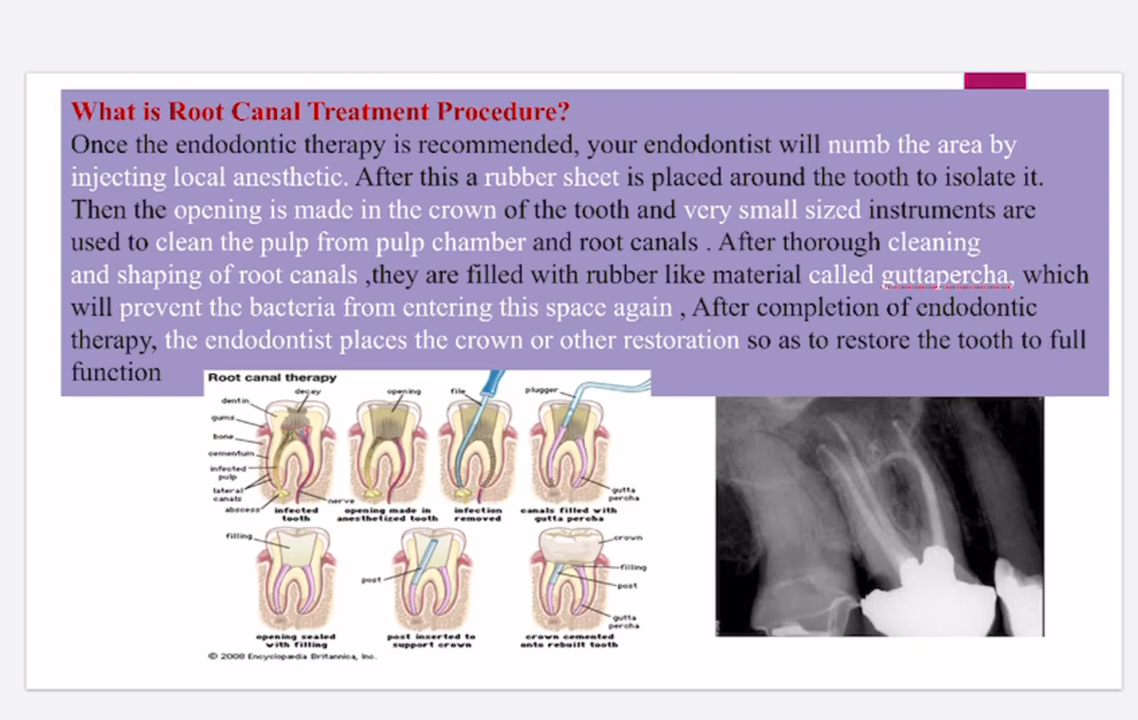 What is Root Canal Treatment Procedure?
Once the endodontic therapy is recommended, your endodontist will numb the area by
injecting local anesthetic. After this a rubber sheet is placed around the tooth to isolate it.
Then the opening is made in the crown of the tooth and very small sized instruments are
used to clean the pulp from pulp chamber and root canals . After thorough cleaning
and shaping of root canals ,they are filled with rubber like material called guttapercha, which
will prevent the bacteria from entering this space again , After completion of endodontic
therapy, the endodontist places the crown or other restoration so as to restore the tooth to full
function
Root canal therapy
decay
dentin
gums
bone
cementum
infected
pulp
lateral
canals
abscess
nerve
infected
tooth
opening
opening made in
anesthetized tooth
file
infection
removed
plugger
gutta
percha
canals filled with
gutta percha
filling
opening sealed
with filling
post
post inserted to
support crown
crown
filling
post
gutta
percha
crown cemented
onto rebuilt tooth
© 2008 Encyclopædia Britannica, Inc.